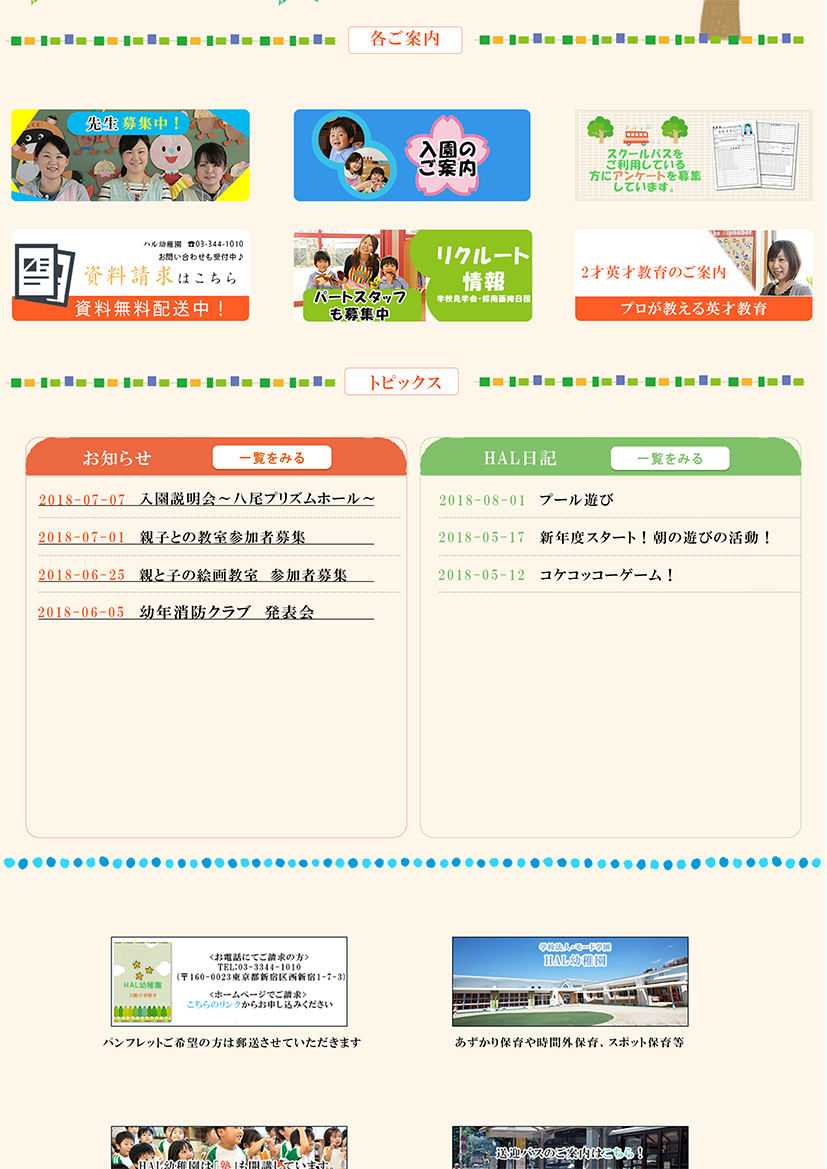 各ご案内
先生 募集中！
入園の
ご案内
スクールバスを
ご利用している
方にアンケートを募集
しています。
ハル幼稚園 ☎03-344-1010
お問い合わせも受付中♪
資料請求はこちら
資料無料配送中！
リクルート
情報
学校見学会・採用面接日程
パートスタッフ
も募集中
2才英才教育のご案内
プロが教える英才教育
トピックス
お知らせ 一覧をみる
2018-07-07 入園説明会～八尾プリズムホール～
2018-07-01 親子との教室参加者募集
2018-06-25 親と子の絵画教室 参加者募集
2018-06-05 幼年消防クラブ 発表会
HAL日記 一覧をみる
2018-08-01 プール遊び
2018-05-17 新年度スタート！朝の遊びの活動！
2018-05-12 コケコッコーゲーム！
HAL幼稚園
入園の手続き
<お電話にてご請求の方>
TEL:03-3344-1010
(〒160-0023東京都新宿区西新宿1-7-3)
<ホームページでご請求>
こちらのリンクからお申し込みください
パンフレットご希望の方は郵送させていただきます
学校法人・モード学園
HAL幼稚園
あずかり保育や時間外保育、スポット保育等
HAL幼稚園は「塾」も開講しています。
送迎バスのご案内はこちら！